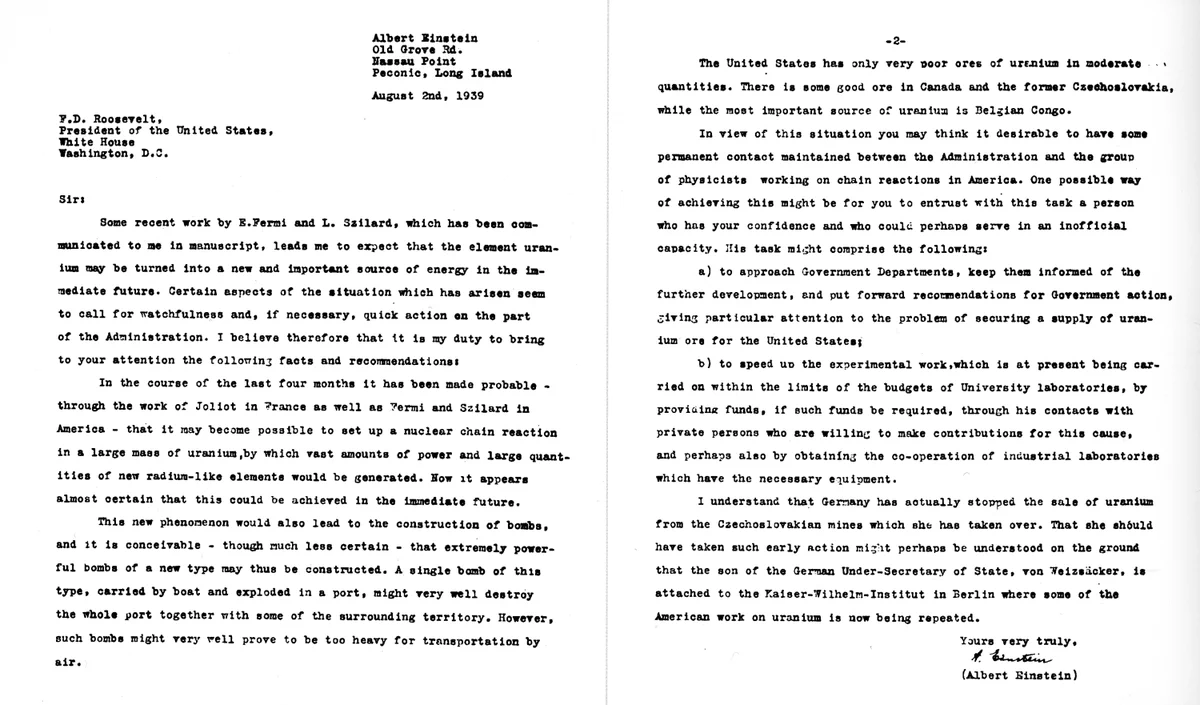 Albert Einstein
Old Grove Rd.
Nassau Point
Peconic, Long Island
August 2nd, 1939
F.D. Roosevelt,
President of the United States,
White House
Washington, D.C.
Sir:
Some recent work by E.Fermi and L. Szilard, which has been com-
municated to me in manuscript, leads me to expect that the element uran-
ium may be turned into a new and important source of energy in the im-
mediate future. Certain aspects of the situation which has arisen seem
to call for watchfulness and, if necessary, quick action on the part
of the Administration. I believe therefore that it is my duty to bring
to your attention the following facts and recommendations:
In the course of the last four months it has been made probable -
through the work of Joliot in France as well as Fermi and Szilard in
America - that it may become possible to set up a nuclear chain reaction
in a large mass of uranium,by which vast amounts of power and large quant-
ities of new radium-like elements would be generated. Now it appears
almost certain that this could be achieved in the immediate future.
This new phenomenon would also lead to the construction of bombs,
and it is conceivable - though much less certain - that extremely power-
ful bombs of a new type may thus be constructed. A single bomb of this
type, carried by boat and exploded in a port, might very well destroy
the whole port together with some of the surrounding territory. However,
such bombs might very well prove to be too heavy for transportation by
air.
-2-
The United States has only very poor ores of uranium in moderate
quantities. There is some good ore in Canada and the former Czechoslovakia,
while the most important source of uranium is Belgian Congo.
In view of this situation you may think it desirable to have some
permanent contact maintained between the Administration and the group
of physicists working on chain reactions in America. One possible way
of achieving this might be for you to entrust with this task a person
who has your confidence and who could perhaps serve in an inofficial
capacity. His task might comprise the following:
a) to approach Government Departments, keep them informed of the
further development, and put forward recommendations for Government action,
giving particular attention to the problem of securing a supply of uran-
ium ore for the United States;
b) to speed up the experimental work,which is at present being car-
ried on within the limits of the budgets of University laboratories, by
providing funds, if such funds be required, through his contacts with
private persons who are willing to make contributions for this cause,
and perhaps also by obtaining the co-operation of industrial laboratories
which have the necessary equipment.
I understand that Germany has actually stopped the sale of uranium
from the Czechoslovakian mines which she has taken over. That she should
have taken such early action might perhaps be understood on the ground
that the son of the German Under-Secretary of State, von Weizsäcker, is
attached to the Kaiser-Wilhelm-Institut in Berlin where some of the
American work on uranium is now being repeated.
Yours very truly,
A. Einstein
(Albert Einstein)